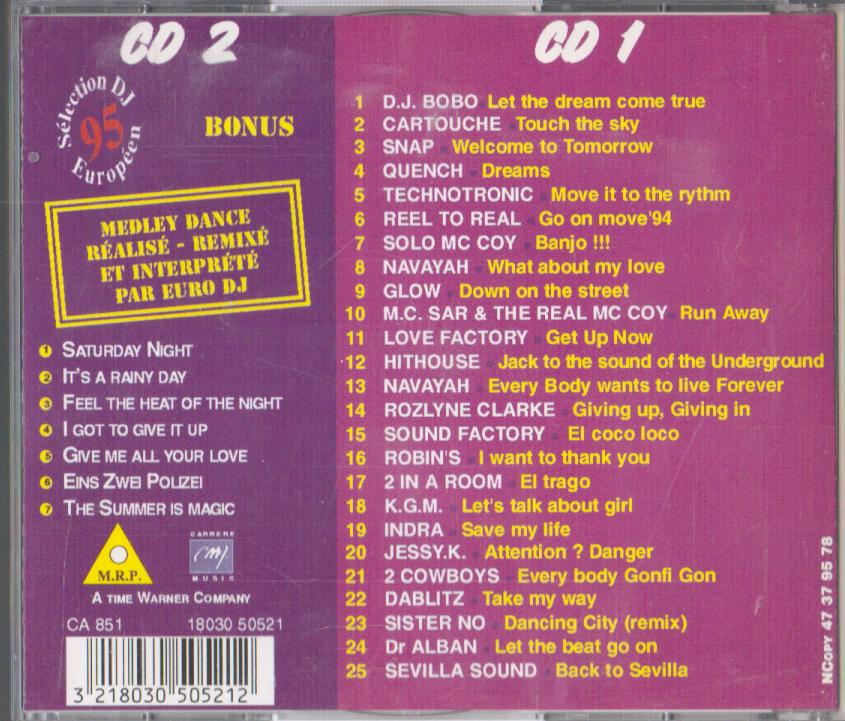 CD 2
Sélection DJ
95
Européen
BONUS
MEDLEY DANCE
RÉALISÉ - REMIXÉ
ET INTERPRÉTÉ
PAR EURO DJ
1 SATURDAY NIGHT
2 IT'S A RAINY DAY
3 FEEL THE HEAT OF THE NIGHT
4 I GOT TO GIVE IT UP
5 GIVE ME ALL YOUR LOVE
6 EINS ZWEI POLIZEI
7 THE SUMMER IS MAGIC
M.R.P.
CARRERE
cm
MUSIC
A TIME WARNER COMPANY
CA 851 18030 50521
3 218030 505212
CD 1
1 D.J. BOBO Let the dream come true
2 CARTOUCHE Touch the sky
3 SNAP Welcome to Tomorrow
4 QUENCH Dreams
5 TECHNOTRONIC Move it to the rythm
6 REEL TO REAL Go on move'94
7 SOLO MC COY Banjo !!!
8 NAVAYAH What about my love
9 GLOW Down on the street
10 M.C. SAR & THE REAL MC COY Run Away
11 LOVE FACTORY Get Up Now
12 HITHOUSE Jack to the sound of the Underground
13 NAVAYAH Every Body wants to live Forever
14 ROZLYNE CLARKE Giving up, Giving in
15 SOUND FACTORY El coco loco
16 ROBIN'S I want to thank you
17 2 IN A ROOM El trago
18 K.G.M. Let's talk about girl
19 INDRA Save my life
20 JESSY.K. Attention ? Danger
21 2 COWBOYS Every body Gonfi Gon
22 DABLITZ Take my way
23 SISTER NO Dancing City (remix)
24 Dr ALBAN Let the beat go on
25 SEVILLA SOUND Back to Sevilla
NCOPY 47 37 95 78